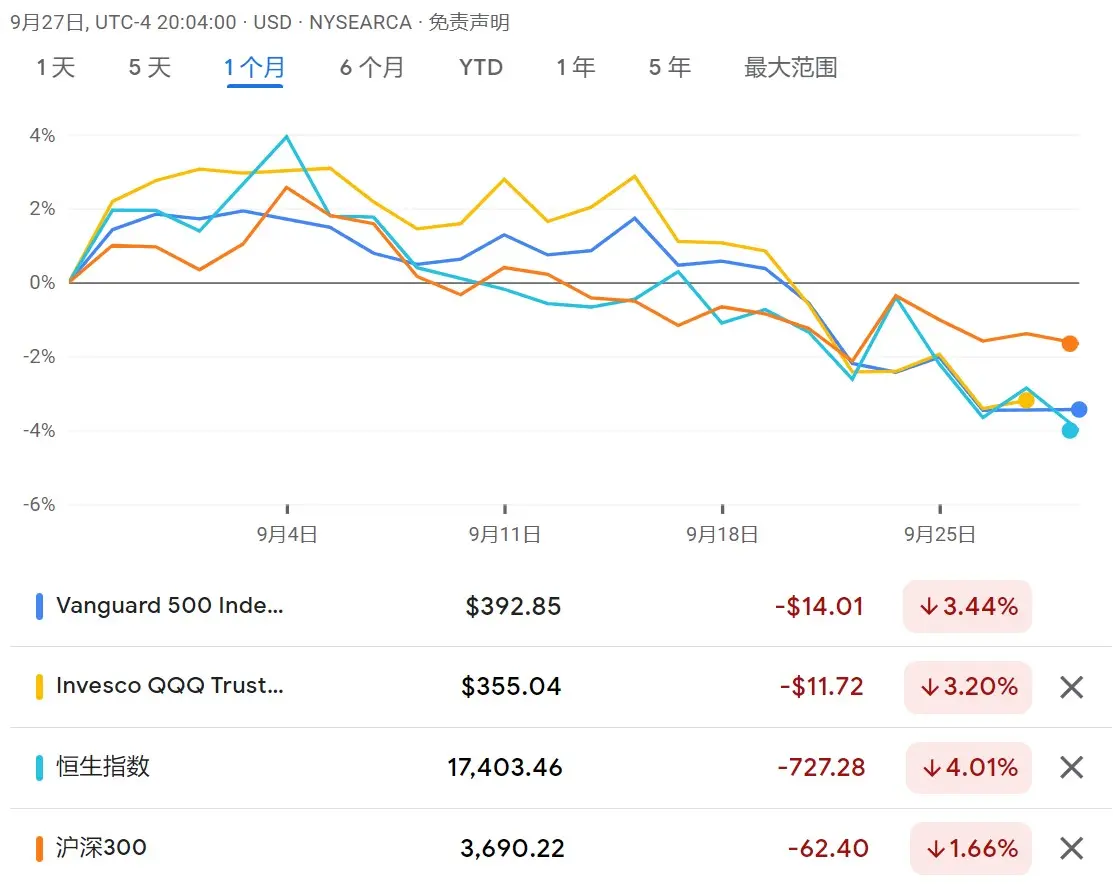 9月27日, UTC-4 20:04:00 · USD · NYSEARCA · 免责声明
1 天 5 天 1 个月 6 个月 YTD 1 年 5 年 最大范围
4%
2%
0%
-2%
-4%
-6%
9月4日 9月11日 9月18日 9月25日
Vanguard 500 Inde... $392.85 -$14.01 ↓3.44%
Invesco QQQ Trust... $355.04 -$11.72 ↓3.20%
恒生指数 17,403.46 -727.28 ↓4.01%
沪深300 3,690.22 -62.40 ↓1.66%